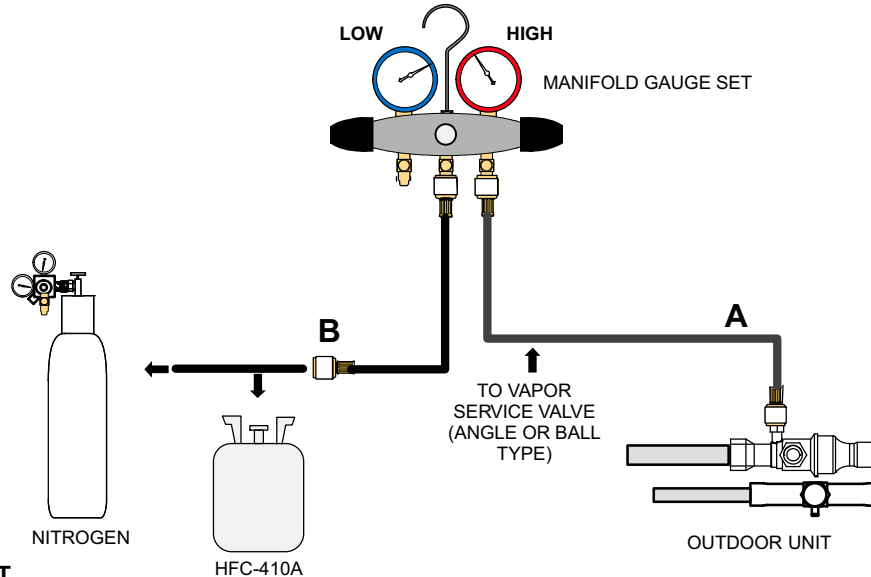 LOW
HIGH
MANIFOLD GAUGE SET
B
A
TO VAPOR
SERVICE VALVE
(ANGLE OR BALL
TYPE)
NITROGEN
OUTDOOR UNIT
HFC-410A
T